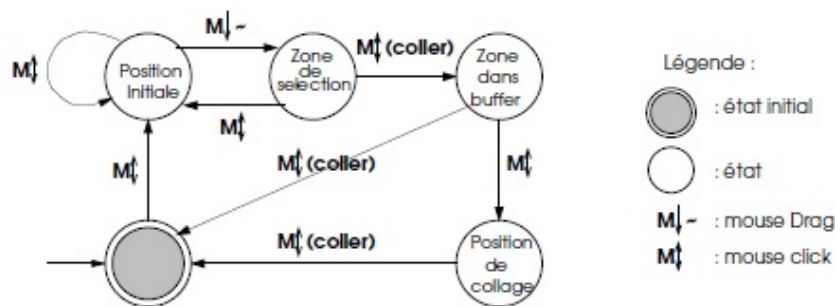 M↓~
M↕ (coller)
M↕
Position
Initiale
Zone
de
selection
Zone
dans
buffer
M↕
M↕
M↕ (coller)
M↕
M↕ (coller)
Position
de
collage
Légende :
: état initial
: état
M↓~ : mouse Drag
M↕ : mouse click